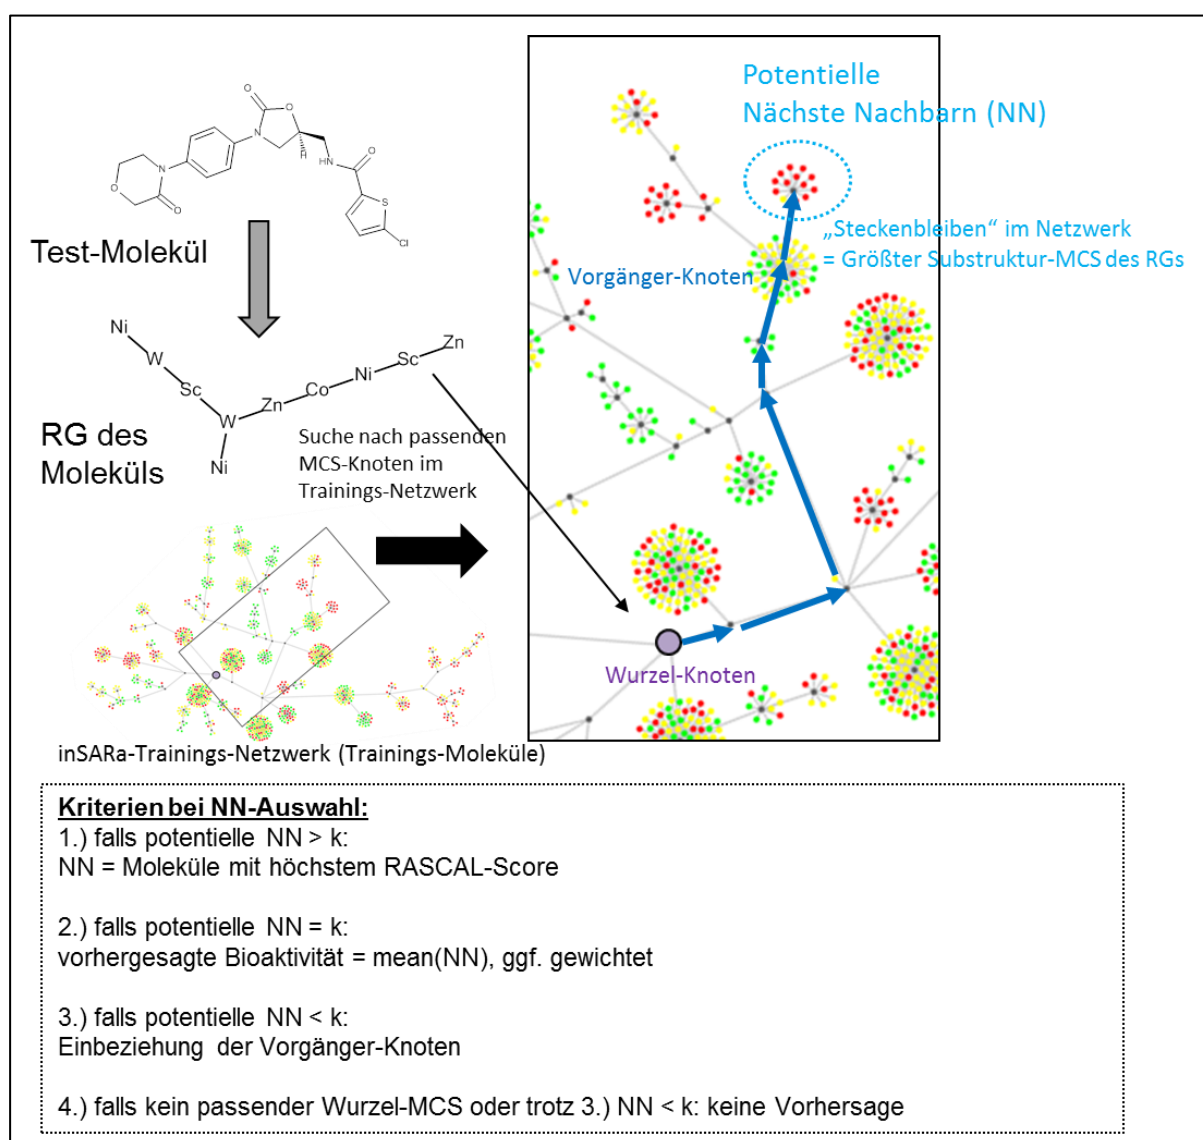 O
O
N
H
HN
O
S
Cl
N
O
O
Test-Molekül
Ni
W
Sc
W
Ni
Zn
Co
Ni
Sc
Zn
RG des
Moleküls
Suche nach passenden
MCS-Knoten im
Trainings-Netzwerk
inSARa-Trainings-Netzwerk (Trainings-Moleküle)
Potentielle
Nächste Nachbarn (NN)
„Steckenbleiben“ im Netzwerk
= Größter Substruktur-MCS des RGs
Vorgänger-Knoten
Wurzel-Knoten
Kriterien bei NN-Auswahl:
1.) falls potentielle NN > k:
NN = Moleküle mit höchstem RASCAL-Score
2.) falls potentielle NN = k:
vorhergesagte Bioaktivität = mean(NN), ggf. gewichtet
3.) falls potentielle NN < k:
Einbeziehung der Vorgänger-Knoten
4.) falls kein passender Wurzel-MCS oder trotz 3.) NN < k: keine Vorhersage